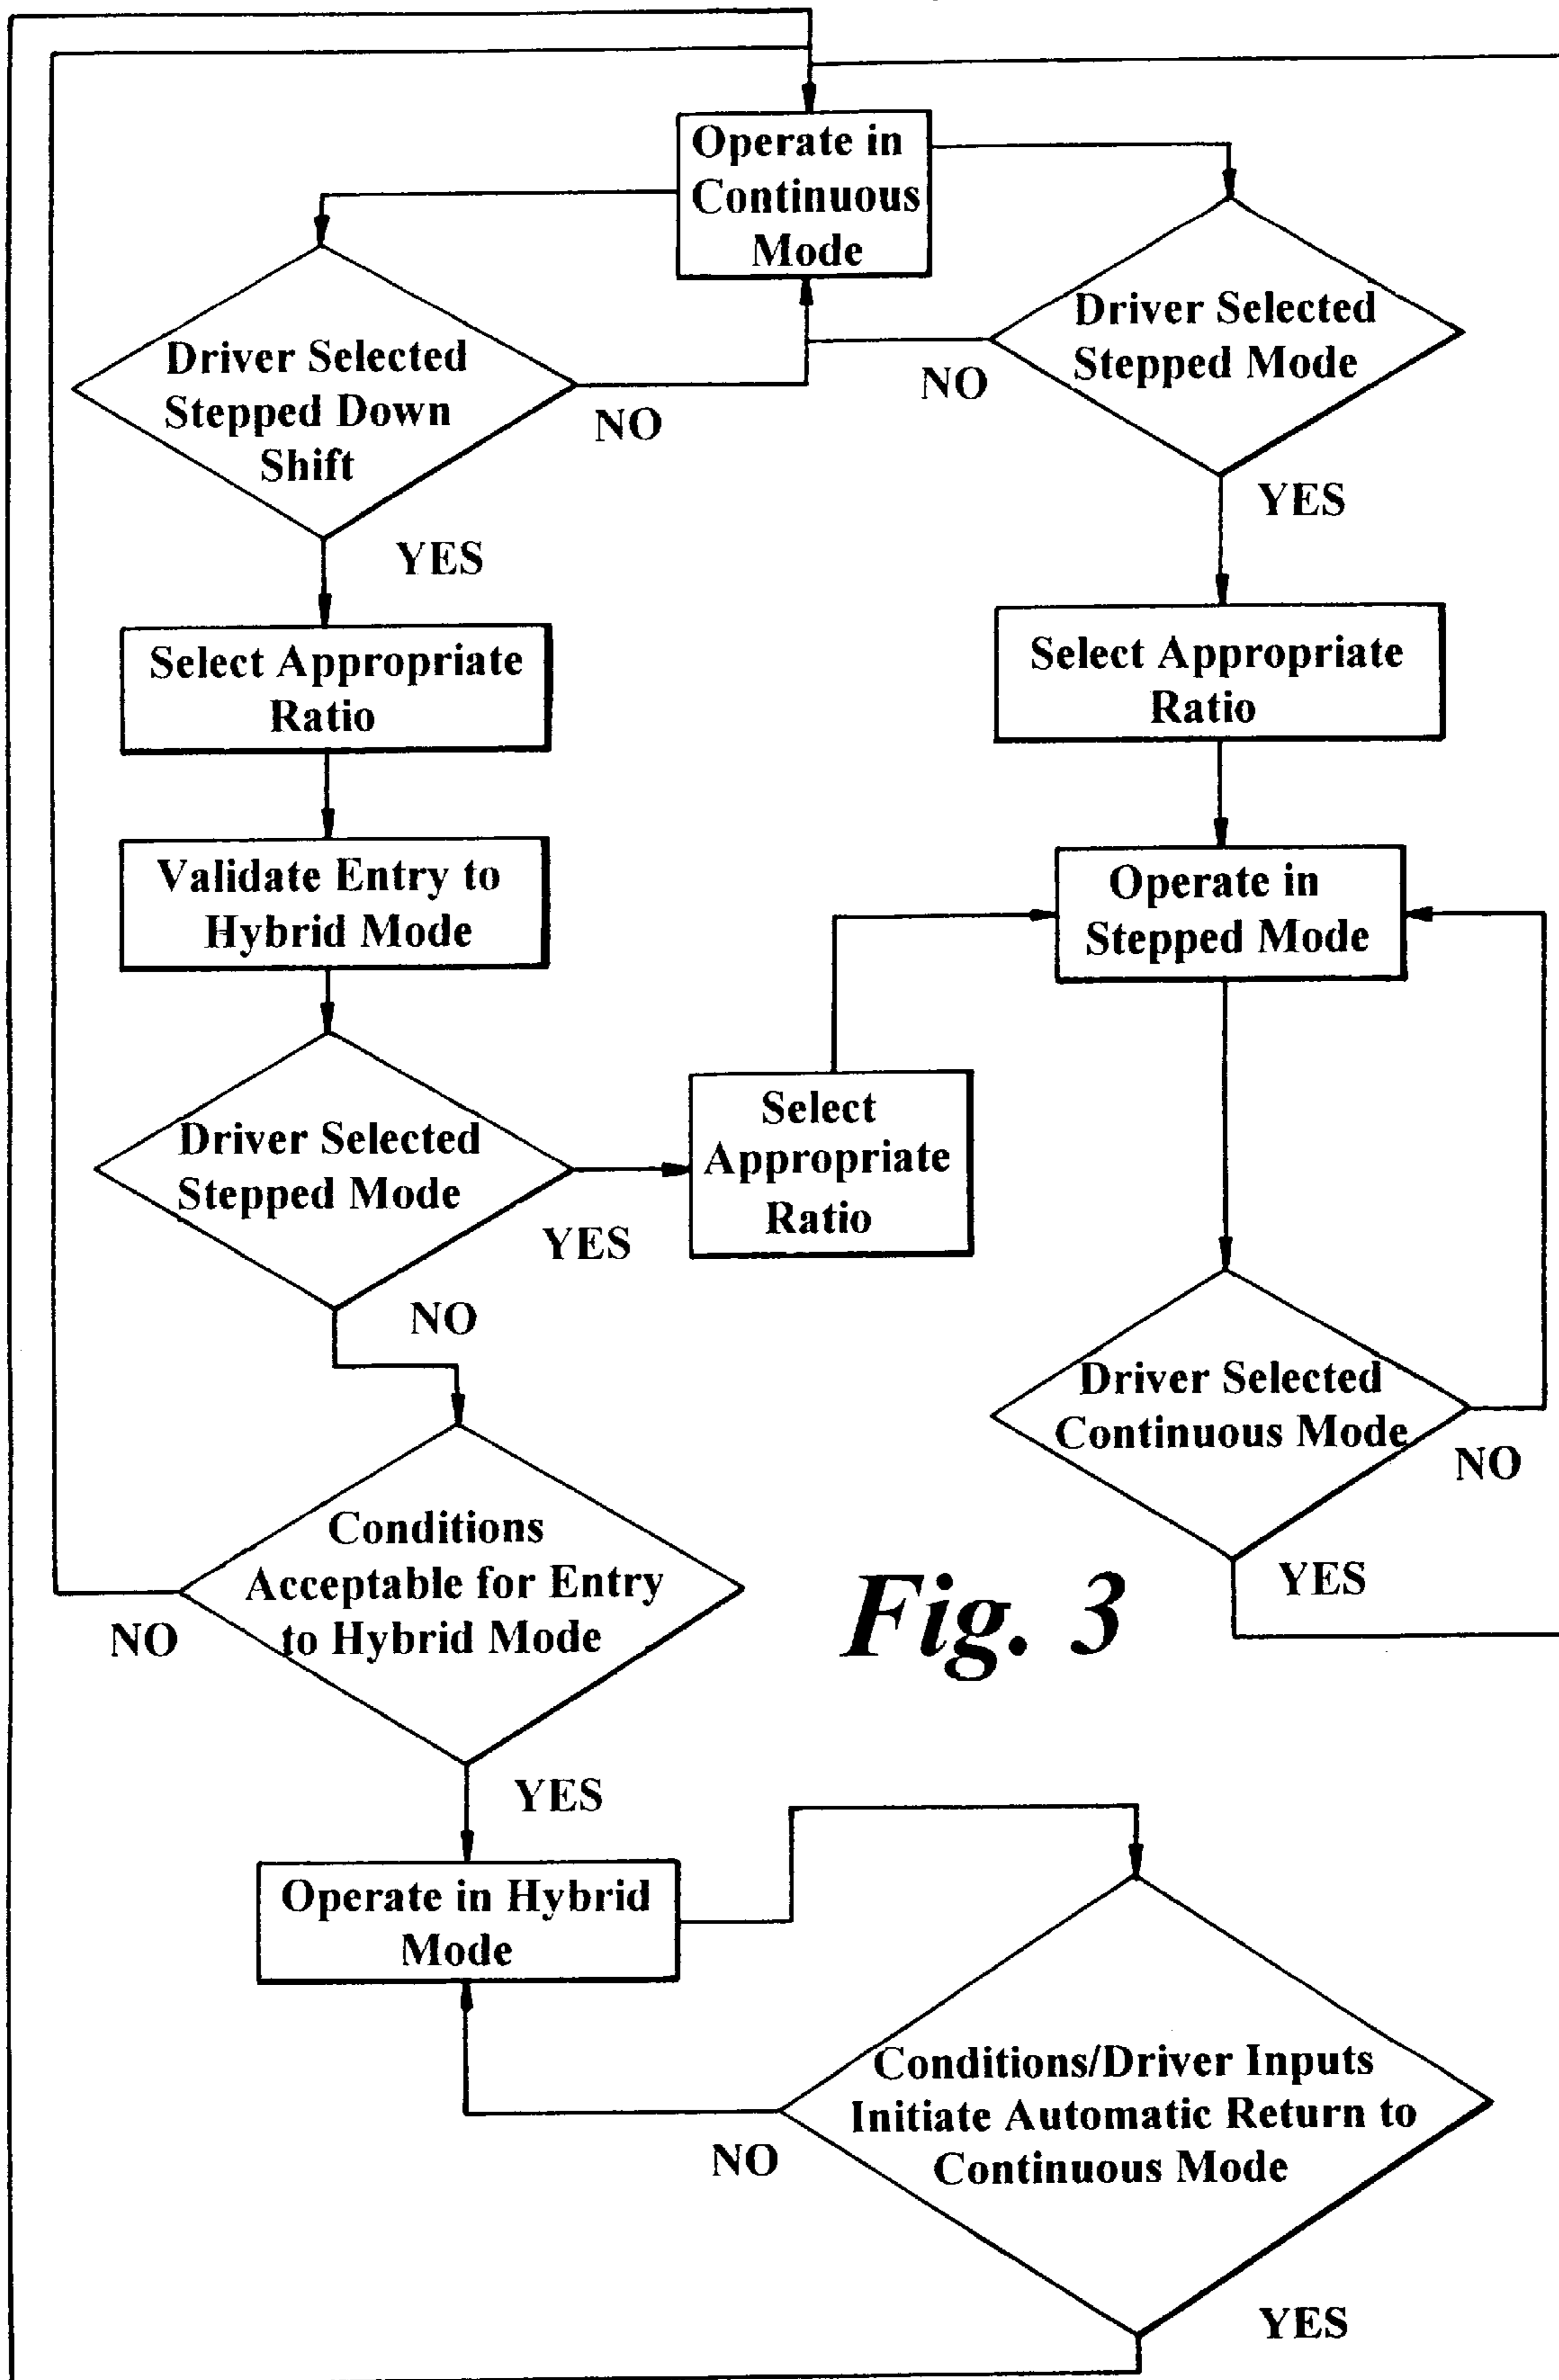 Operate in
Continuous
Mode
Driver Selected
Stepped Down
Shift
NO
YES
Driver Selected
Stepped Mode
NO
YES
Select Appropriate
Ratio
Select Appropriate
Ratio
Validate Entry to
Hybrid Mode
Operate in
Stepped Mode
Driver Selected
Stepped Mode
YES
NO
Select
Appropriate
Ratio
Driver Selected
Continuous Mode
NO
YES
Conditions
Acceptable for Entry
to Hybrid Mode
NO
YES
Fig. 3
Operate in Hybrid
Mode
Conditions/Driver Inputs
Initiate Automatic Return to
Continuous Mode
NO
YES